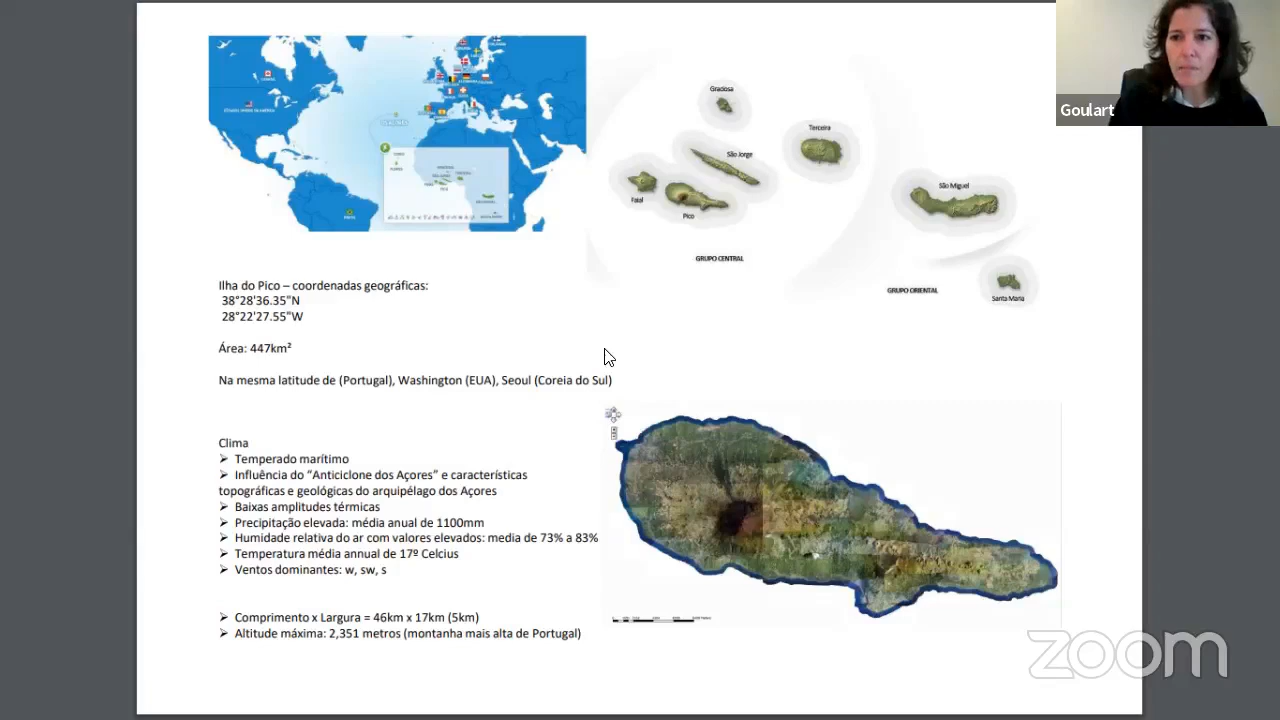 Goulart
CANADA
ESTADOS UNIDOS DA AMÉRICA
Graciosa
Terceira
São Jorge
Faial
Pico
São Miguel
GRUPO CENTRAL
GRUPO ORIENTAL
Santa Maria
Ilha do Pico – coordenadas geográficas:
38°28'36.35"N
28°22'27.55"W
Área: 447km²
Na mesma latitude de (Portugal), Washington (EUA), Seoul (Coreia do Sul)
Clima
➢ Temperado marítimo
➢ Influência do “Anticiclone dos Açores” e características
topográficas e geológicas do arquipélago dos Açores
➢ Baixas amplitudes térmicas
➢ Precipitação elevada: média anual de 1100mm
➢ Humidade relativa do ar com valores elevados: media de 73% a 83%
➢ Temperatura média annual de 17º Celcius
➢ Ventos dominantes: w, sw, s
➢ Comprimento x Largura = 46km x 17km (5km)
➢ Altitude máxima: 2,351 metros (montanha mais alta de Portugal)
zoom